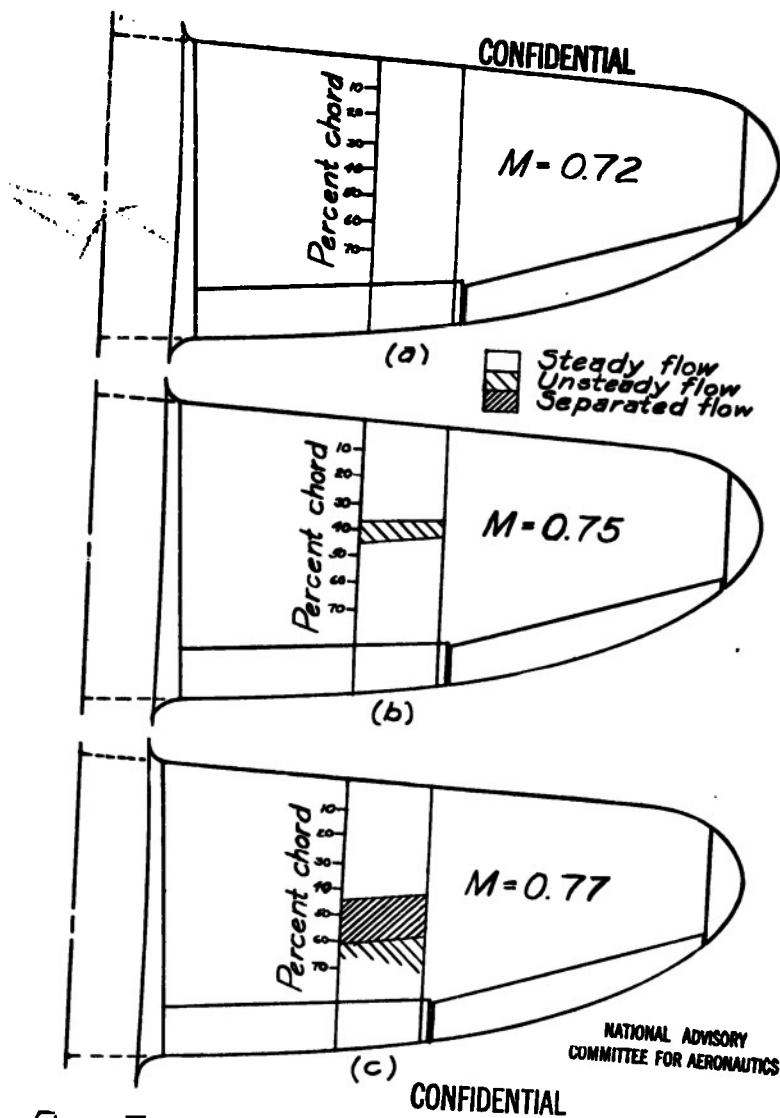 CONFIDENTIAL
Percent chord
10
20
30
40
50
60
70
M = 0.72
(a)
Steady flow
Unsteady flow
Separated flow
Percent chord
10
20
30
40
50
60
70
M = 0.75
(b)
Percent chord
10
20
30
40
50
60
70
M = 0.77
(c)
NATIONAL ADVISORY
COMMITTEE FOR AERONAUTICS
CONFIDENTIAL